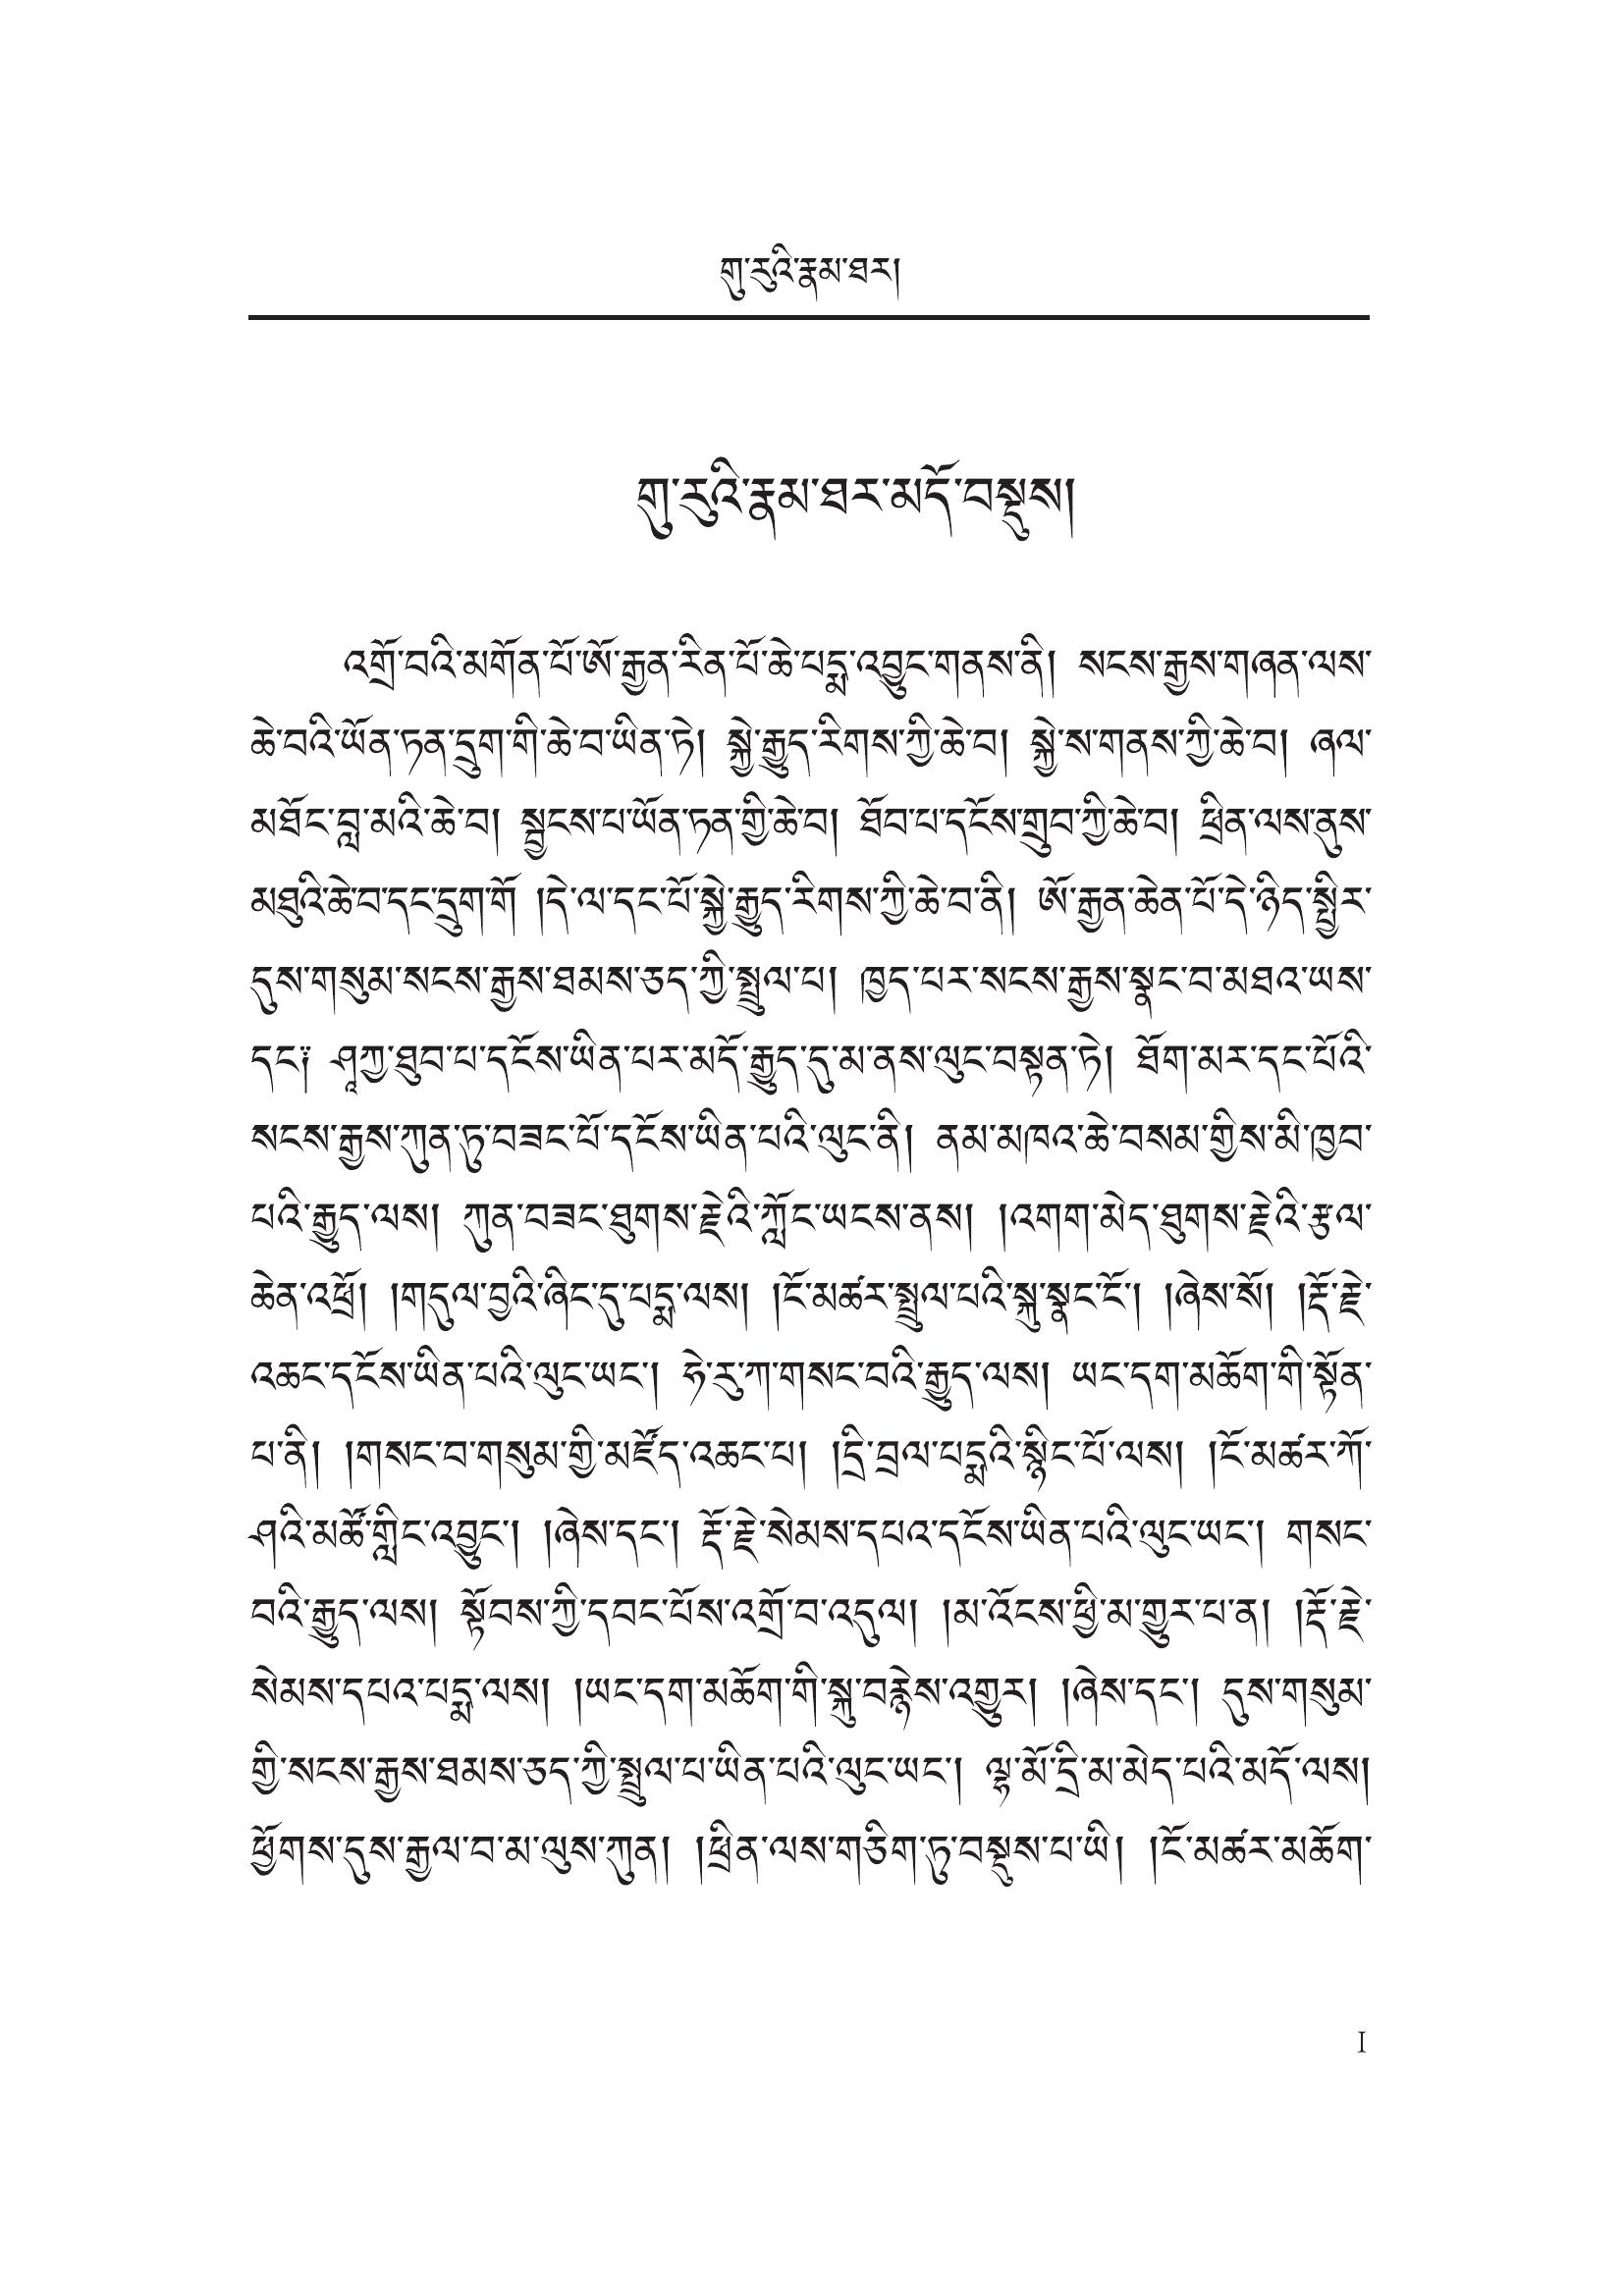 གུ་རུའི་རྣམ་ཐར།
གུ་རུའི་རྣམ་ཐར་མདོ་བསྡུས།
འགྲོ་བའི་མགོན་པོ་ཨོ་རྒྱན་རིན་པོ་ཆེ་པདྨ་འབྱུང་གནས་ནི། སངས་རྒྱས་གཞན་ལས་
ཆེ་བའི་ཡོན་ཏན་དྲུག་གི་ཆེ་བ་ཡིན་ཏེ། སྐྱེ་རྒྱུད་རིགས་ཀྱི་ཆེ་བ། སྐྱེ་ས་གནས་ཀྱི་ཆེ་བ། ཞལ་
མཐོང་བླ་མའི་ཆེ་བ། སྦྱངས་པ་ཡོན་ཏན་གྱི་ཆེ་བ། ཐོབ་པ་དངོས་གྲུབ་ཀྱི་ཆེ་བ། ཕྲིན་ལས་ནུས་
མཐུའི་ཆེ་བ་དང་དྲུག་གོ །དེ་ལ་དང་པོ་སྐྱེ་རྒྱུད་རིགས་ཀྱི་ཆེ་བ་ནི། ཨོ་རྒྱན་ཆེན་པོ་དེ་ཉིད་སྤྱིར་
དུས་གསུམ་སངས་རྒྱས་ཐམས་ཅད་ཀྱི་སྤྲུལ་པ། ཁྱད་པར་སངས་རྒྱས་སྣང་བ་མཐའ་ཡས་
དང༌། ཤཱཀྱ་ཐུབ་པ་དངོས་ཡིན་པར་མདོ་རྒྱུད་དུ་མ་ནས་ལུང་བསྟན་ཏེ། ཐོག་མར་དང་པོའི་
སངས་རྒྱས་ཀུན་ཏུ་བཟང་པོ་དངོས་ཡིན་པའི་ལུང་ནི། ནམ་མཁའ་ཆེ་བསམ་གྱིས་མི་ཁྱབ་
པའི་རྒྱུད་ལས། ཀུན་བཟང་ཐུགས་རྗེའི་ཀློང་ཡངས་ནས། །འགག་མེད་ཐུགས་རྗེའི་རྩལ་
ཆེན་འཕྲོ། །གདུལ་བྱའི་ཞིང་དུ་པདྨ་ལས། །ངོ་མཚར་སྤྲུལ་པའི་སྐུ་སྣང་ངོ་། །ཞེས་སོ། །རྡོ་རྗེ་
འཆང་དངོས་ཡིན་པའི་ལུང་ཡང་། ཧེ་རུ་ཀ་གསང་བའི་རྒྱུད་ལས། ཡང་དག་མཆོག་གི་སྟོན་
པ་ནི། །གསང་བ་གསུམ་གྱི་མཛོད་འཆང་པ། །དྲི་བྲལ་པདྨའི་སྙིང་པོ་ལས། །ངོ་མཚར་ཀོ་
ཤའི་མཚོ་གླིང་འབྱུང་། །ཞེས་དང་། རྡོ་རྗེ་སེམས་དཔའ་དངོས་ཡིན་པའི་ལུང་ཡང་། གསང་
བའི་རྒྱུད་ལས། སྟོབས་ཀྱི་དབང་པོས་འགྲོ་བ་འདུལ། །མ་འོངས་ཕྱི་མ་གྱུར་པ་ན། །རྡོ་རྗེ་
སེམས་དཔའ་པདྨ་ལས། །ཡང་དག་མཆོག་གི་སྐུ་བརྙེས་འགྱུར། །ཞེས་དང་། དུས་གསུམ་
གྱི་སངས་རྒྱས་ཐམས་ཅད་ཀྱི་སྤྲུལ་པ་ཡིན་པའི་ལུང་ཡང་། ལྷ་མོ་དྲི་མ་མེད་པའི་མདོ་ལས།
ཕྱོགས་དུས་རྒྱལ་བ་མ་ལུས་ཀུན། །ཕྲིན་ལས་གཅིག་ཏུ་བསྡུས་པ་ཡི། །ངོ་མཚར་མཆོག་
I